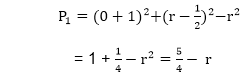 P₁ = (0 + 1)²+(r – 1/2)²–r²
= 1 + 1/4 – r² = 5/4 – r